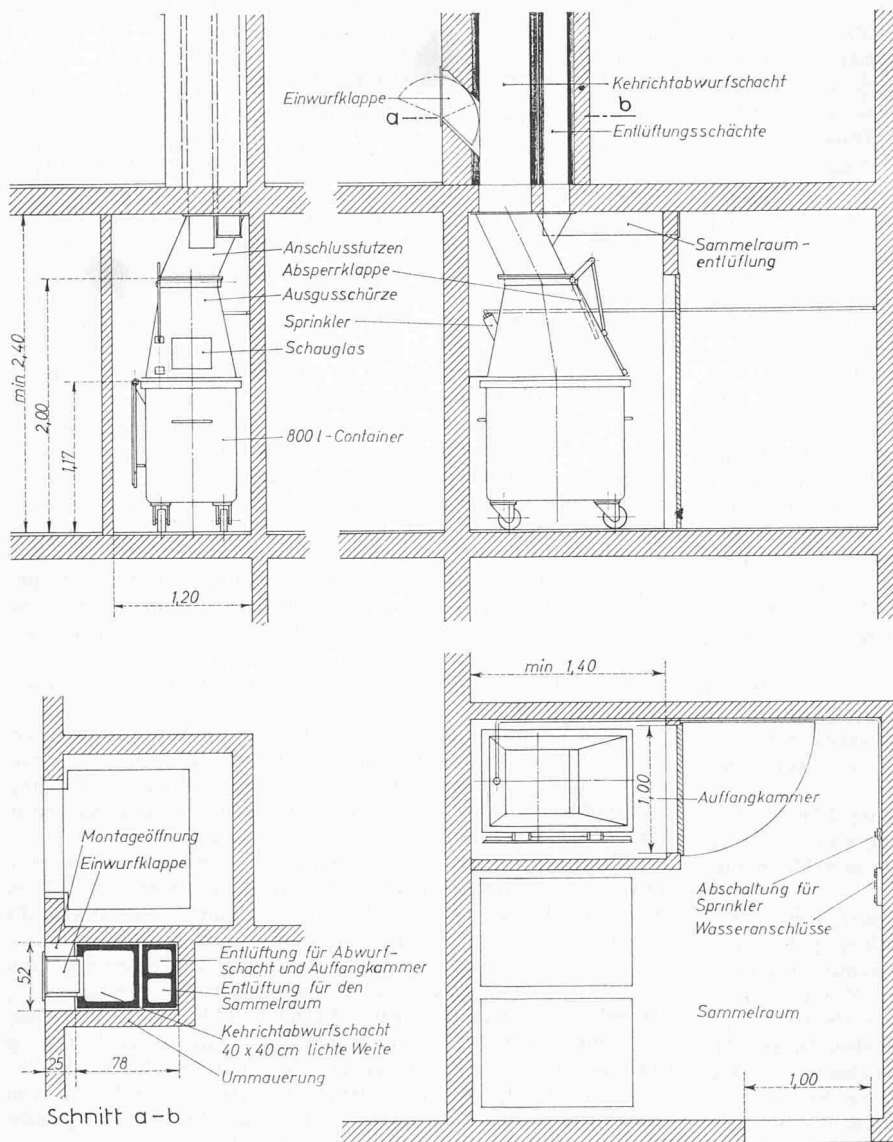 Einwurfklappe
a
Kehrichtabwurfschacht
b
Entlüftungsschächte
Anschlusstutzen
Absperrklappe
Ausgusschürze
Sprinkler
Schauglas
800 l-Container
Sammelraum-
entlüftung
min. 2,40
2,00
1,17
1,20
min 1,40
1,00
Auffangkammer
Abschaltung für
Sprinkler
Wasseranschlüsse
Sammelraum
1,00
Montageöffnung
Einwurfklappe
52
25
78
Entlüftung für Abwurf-
schacht und Auffangkammer
Entlüftung für den
Sammelraum
Kehrichtabwurfschacht
40 x 40 cm lichte Weite
Ummauerung
Schnitt a-b